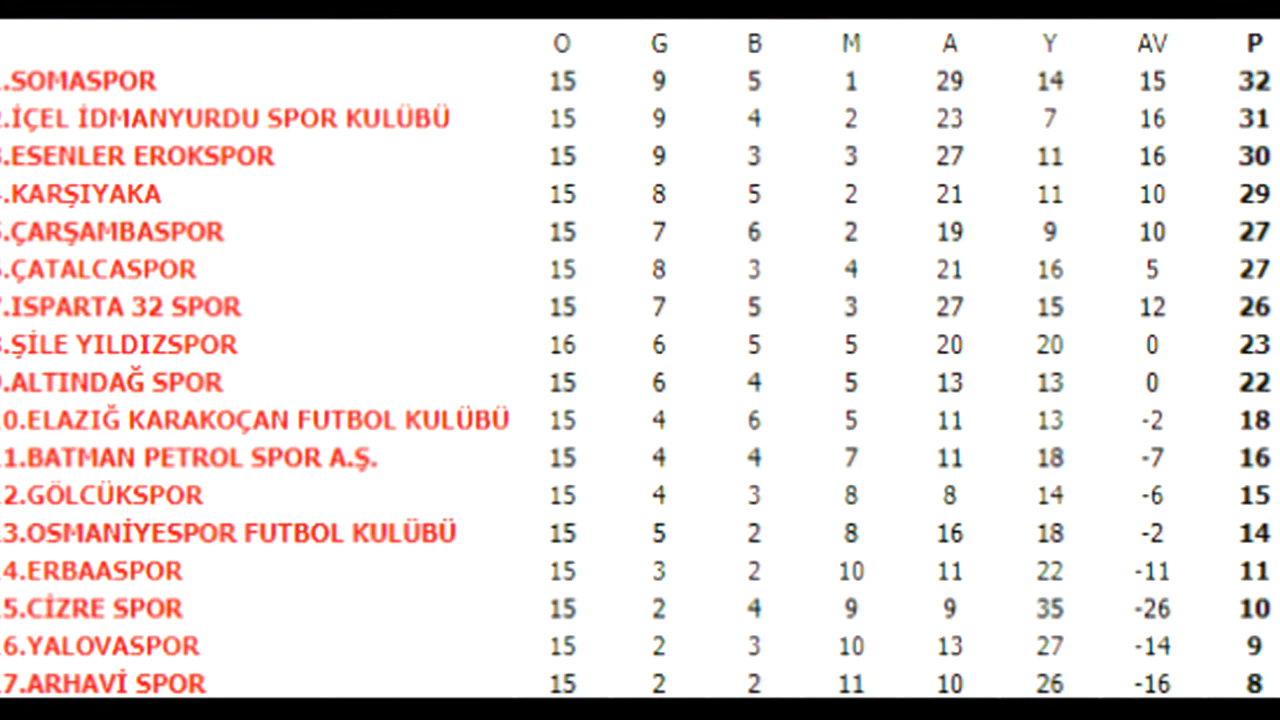 O G B M A Y AV P
.SOMASPOR 15 9 5 1 29 14 15 32
.İÇEL İDMANYURDU SPOR KULÜBÜ 15 9 4 2 23 7 16 31
.ESENLER EROKSPOR 15 9 3 3 27 11 16 30
.KARŞIYAKA 15 8 5 2 21 11 10 29
.ÇARŞAMBASPOR 15 7 6 2 19 9 10 27
.ÇATALCASPOR 15 8 3 4 21 16 5 27
.ISPARTA 32 SPOR 15 7 5 3 27 15 12 26
.ŞİLE YILDIZSPOR 16 6 5 5 20 20 0 23
.ALTINDAĞ SPOR 15 6 4 5 13 13 0 22
0.ELAZIĞ KARAKOÇAN FUTBOL KULÜBÜ 15 4 6 5 11 13 -2 18
1.BATMAN PETROL SPOR A.Ş. 15 4 4 7 11 18 -7 16
2.GÖLCÜKSPOR 15 4 3 8 8 14 -6 15
3.OSMANİYESPOR FUTBOL KULÜBÜ 15 5 2 8 16 18 -2 14
4.ERBAASPOR 15 3 2 10 11 22 -11 11
5.CİZRE SPOR 15 2 4 9 9 35 -26 10
6.YALOVASPOR 15 2 3 10 13 27 -14 9
7.ARHAVİ SPOR 15 2 2 11 10 26 -16 8